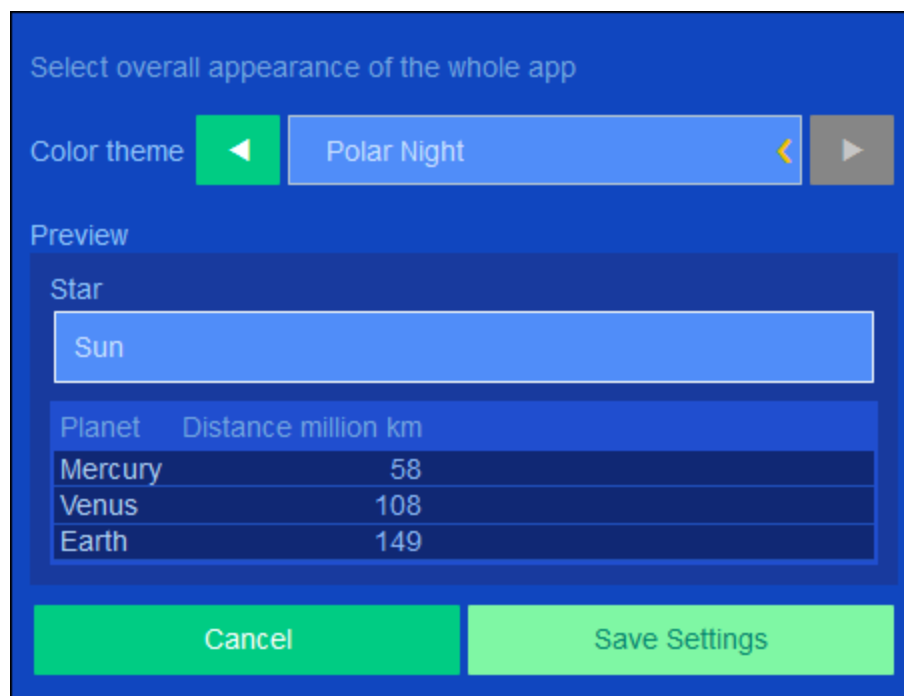 Select overall appearance of the whole app
Color theme Polar Night
Preview
Star
Sun
Planet Distance million km
Mercury 58
Venus 108
Earth 149
Cancel Save Settings